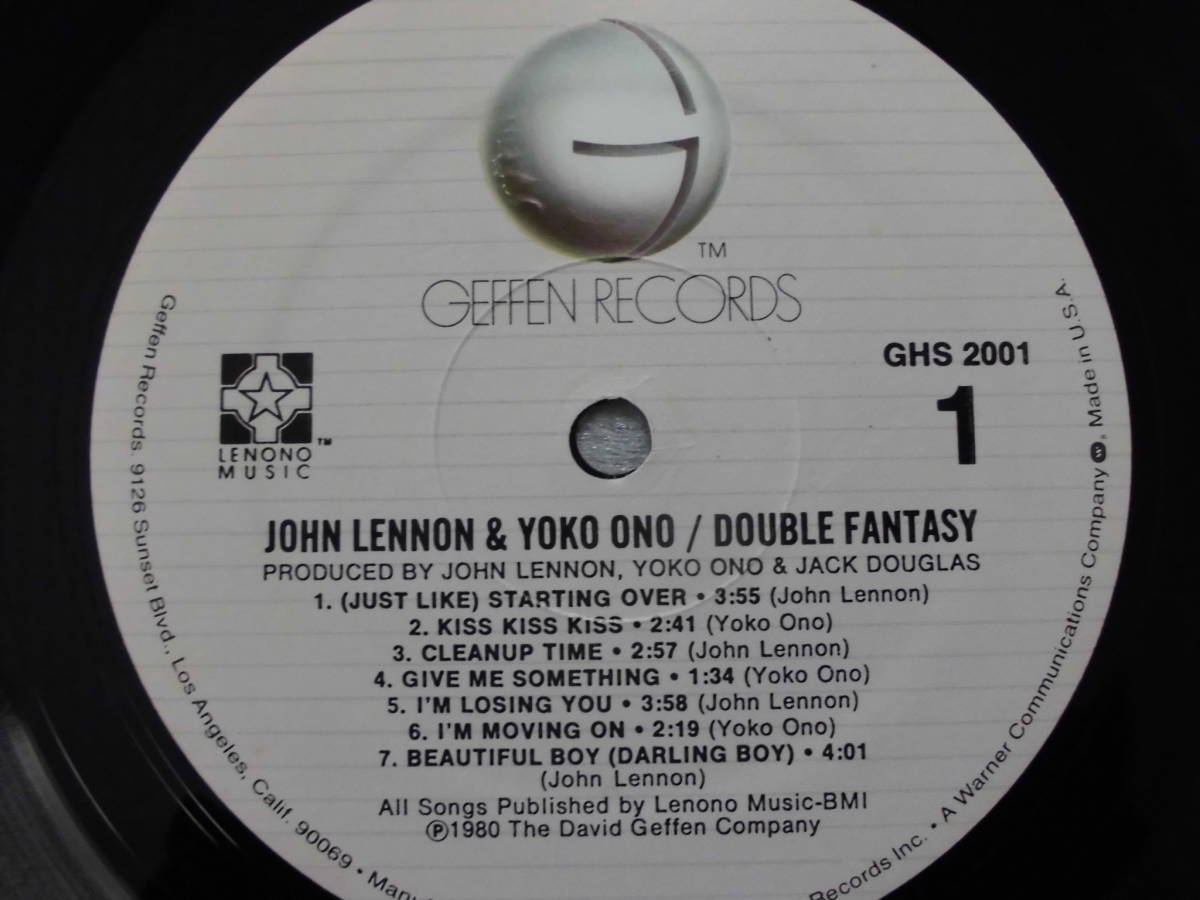 TM
GEFFEN RECORDS
GHS 2001
1
LENONO™
MUSIC
JOHN LENNON & YOKO ONO / DOUBLE FANTASY
PRODUCED BY JOHN LENNON, YOKO ONO & JACK DOUGLAS
1. (JUST LIKE) STARTING OVER • 3:55 (John Lennon)
2. KISS KISS KISS • 2:41 (Yoko Ono)
3. CLEANUP TIME • 2:57 (John Lennon)
4. GIVE ME SOMETHING • 1:34 (Yoko Ono)
5. I'M LOSING YOU • 3:58 (John Lennon)
6. I'M MOVING ON • 2:19 (Yoko Ono)
7. BEAUTIFUL BOY (DARLING BOY) • 4:01
(John Lennon)
All Songs Published by Lenono Music-BMI
℗1980 The David Geffen Company
Geffen Records. 9126 Sunset Blvd., Los Angeles, Calif. 90069 •
Records Inc. • A Warner Communications Company, Made in U.S.A.